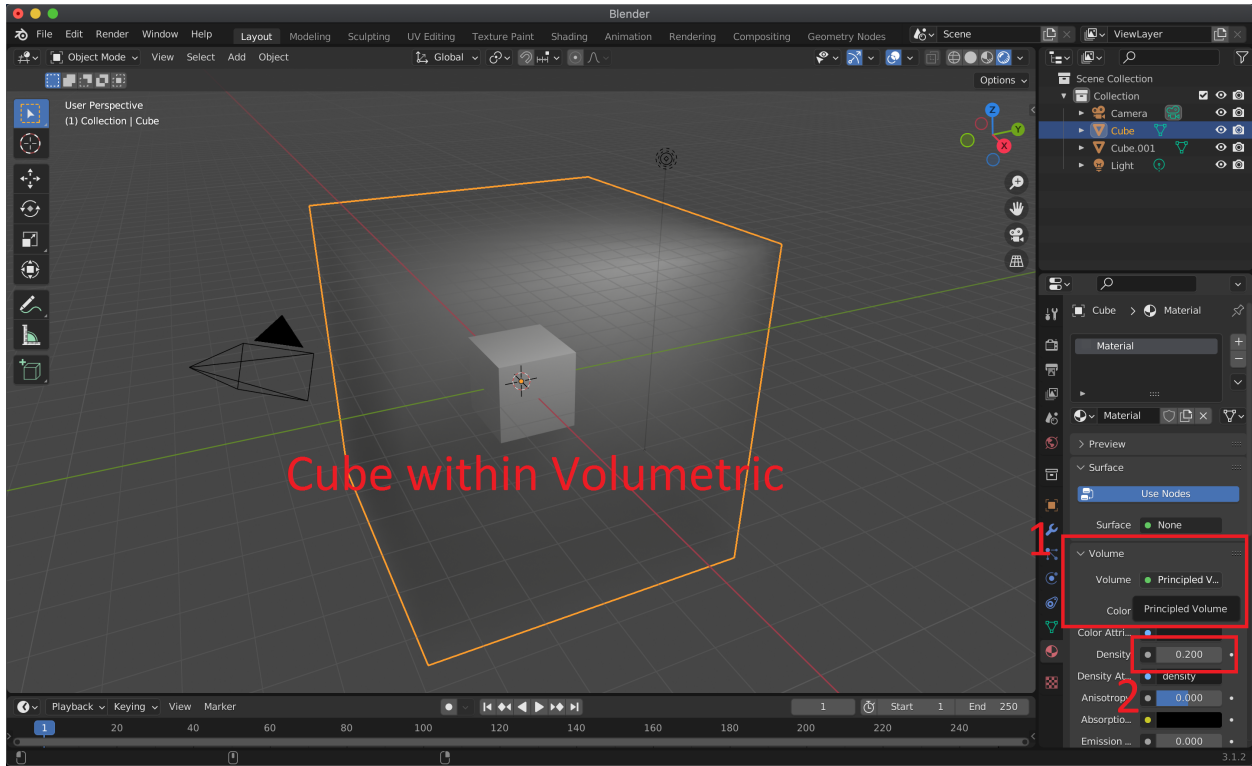 Blender
File Edit Render Window Help Layout Modeling Sculpting UV Editing Texture Paint Shading Animation Rendering Compositing Geometry Nodes Scene ViewLayer
Object Mode View Select Add Object Global
Options
User Perspective
(1) Collection | Cube
Z
Y
X
Scene Collection
Collection
Camera
Cube
Cube.001
Light
Cube > Material
Material
Material
Preview
Surface
Use Nodes
Surface None
1
Volume
Volume Principled V...
Color Principled Volume
Color Attri...
Density 0.200
Density At... density
2
Anisotropy 0.000
Absorptio...
Emission ... 0.000
Cube within Volumetric
Playback Keying View Marker 1 Start 1 End 250
1 20 40 60 80 100 120 140 160 180 200 220 240
3.1.2